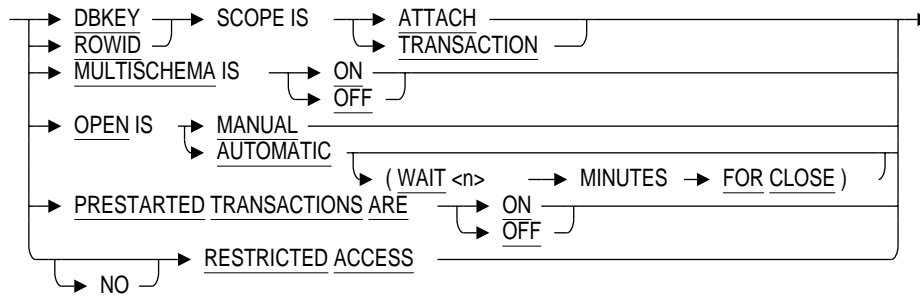 DBKEY SCOPE IS ATTACH
ROWID TRANSACTION
MULTISCHEMA IS ON
OFF
OPEN IS MANUAL
AUTOMATIC
( WAIT <n> MINUTES FOR CLOSE )
PRESTARTED TRANSACTIONS ARE ON
OFF
RESTRICTED ACCESS
NO